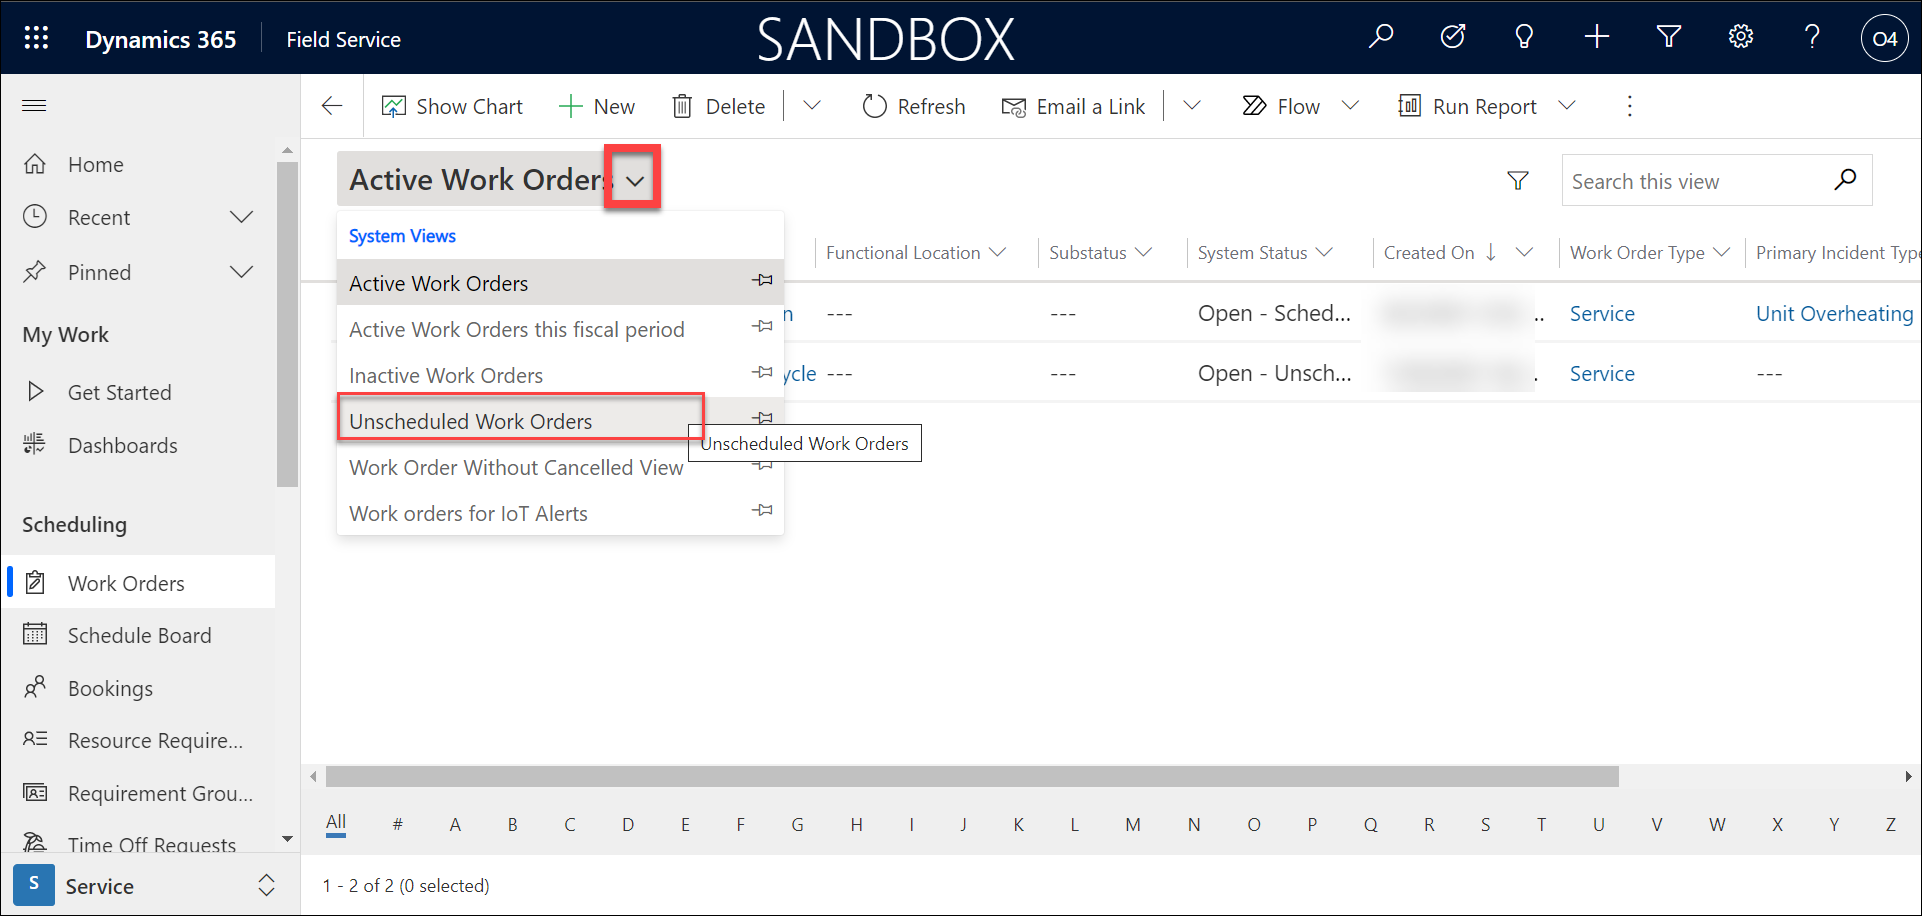 Dynamics 365
Field Service
SANDBOX
O4
Show Chart
New
Delete
Refresh
Email a Link
Flow
Run Report
Home
Recent
Pinned
My Work
Get Started
Dashboards
Scheduling
Work Orders
Schedule Board
Bookings
Resource Require...
Requirement Grou...
Time Off Requests
S
Service
Active Work Orders
Search this view
System Views
Active Work Orders
Active Work Orders this fiscal period
Inactive Work Orders
Unscheduled Work Orders
Unscheduled Work Orders
Work Order Without Cancelled View
Work orders for IoT Alerts
Functional Location
Substatus
System Status
Created On
Work Order Type
Primary Incident Type
n --- --- Open - Sched... .. Service Unit Overheating
ycle --- --- Open - Unsch... . Service ---
All # A B C D E F G H I J K L M N O P Q R S T U V W X Y Z
1 - 2 of 2 (0 selected)